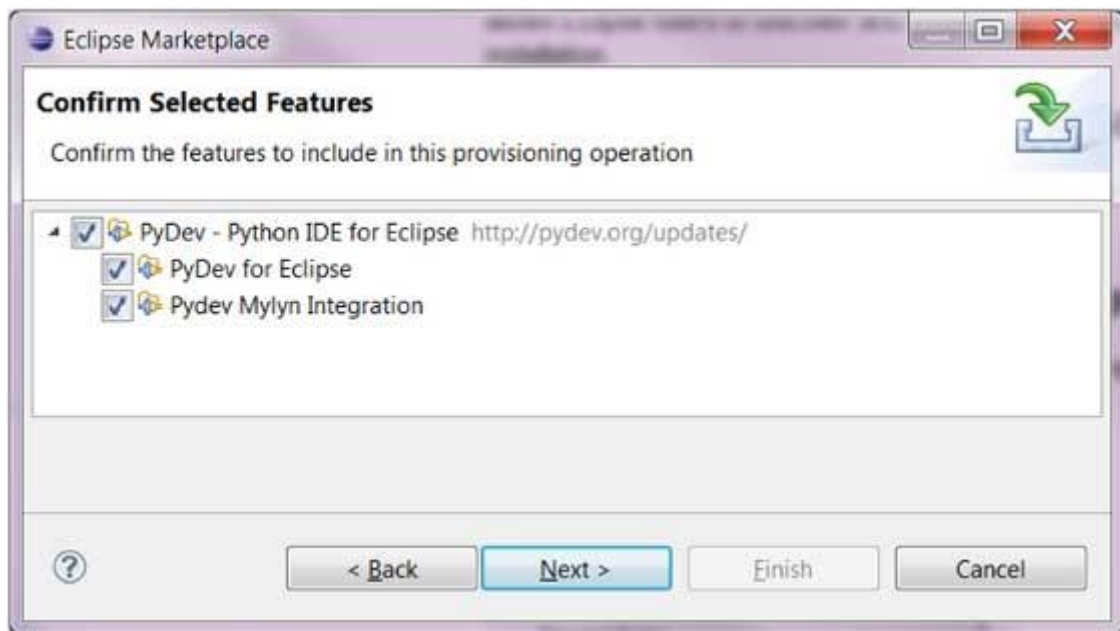 Eclipse Marketplace
Confirm Selected Features
Confirm the features to include in this provisioning operation
PyDev - Python IDE for Eclipse http://pydev.org/updates/
PyDev for Eclipse
Pydev Mylyn Integration
? < Back Next > Finish Cancel